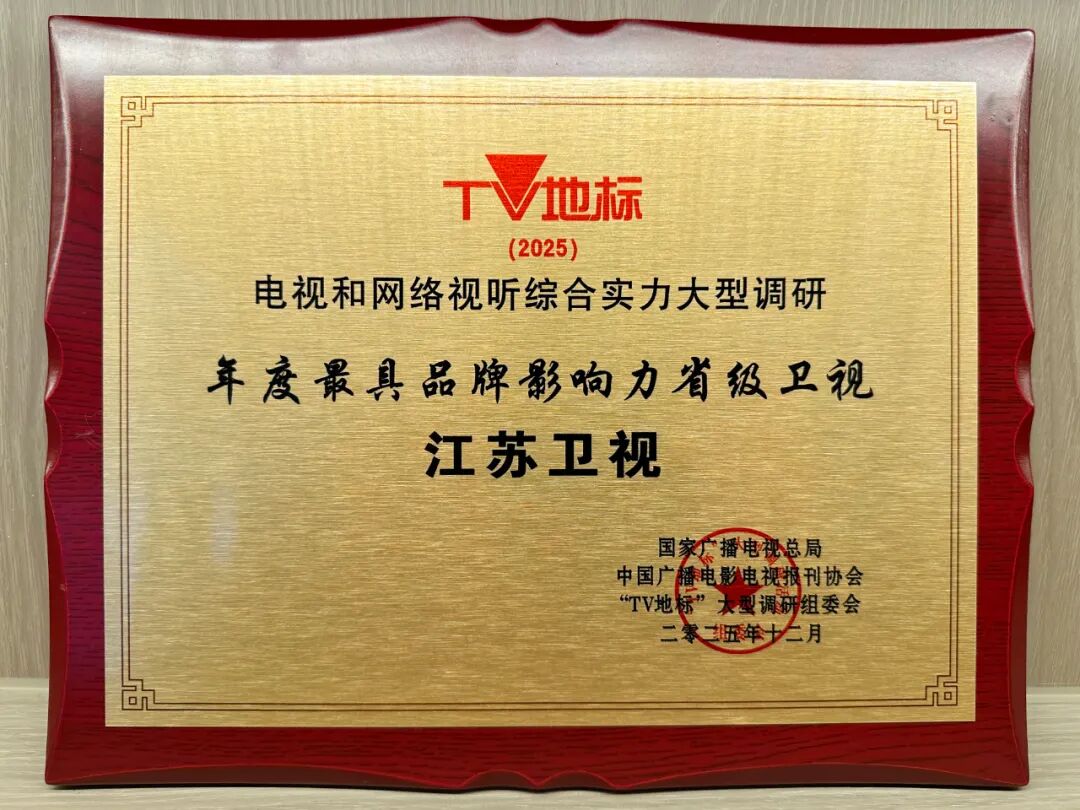 TV地标
(2025)
电视和网络视听综合实力大型调研
年度最具品牌影响力省级卫视
江苏卫视
国家广播电视总局
中国广播电影电视报刊协会
“TV地标”大型调研组委会
二零二五年十二月
组委会